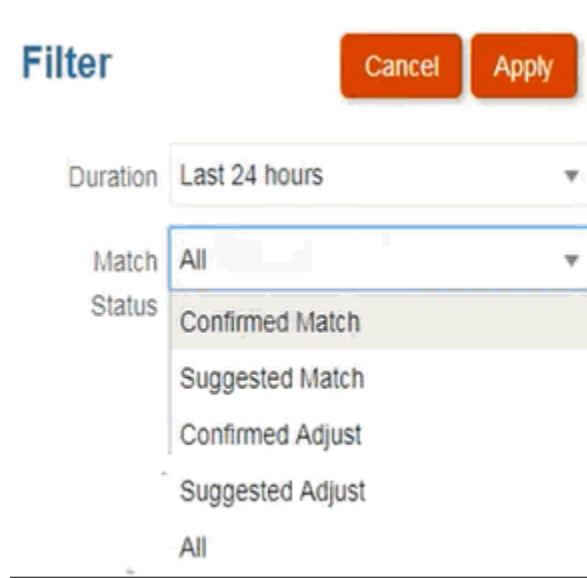 Filter
Cancel Apply
Duration Last 24 hours
Match All
Status
Confirmed Match
Suggested Match
Confirmed Adjust
Suggested Adjust
All